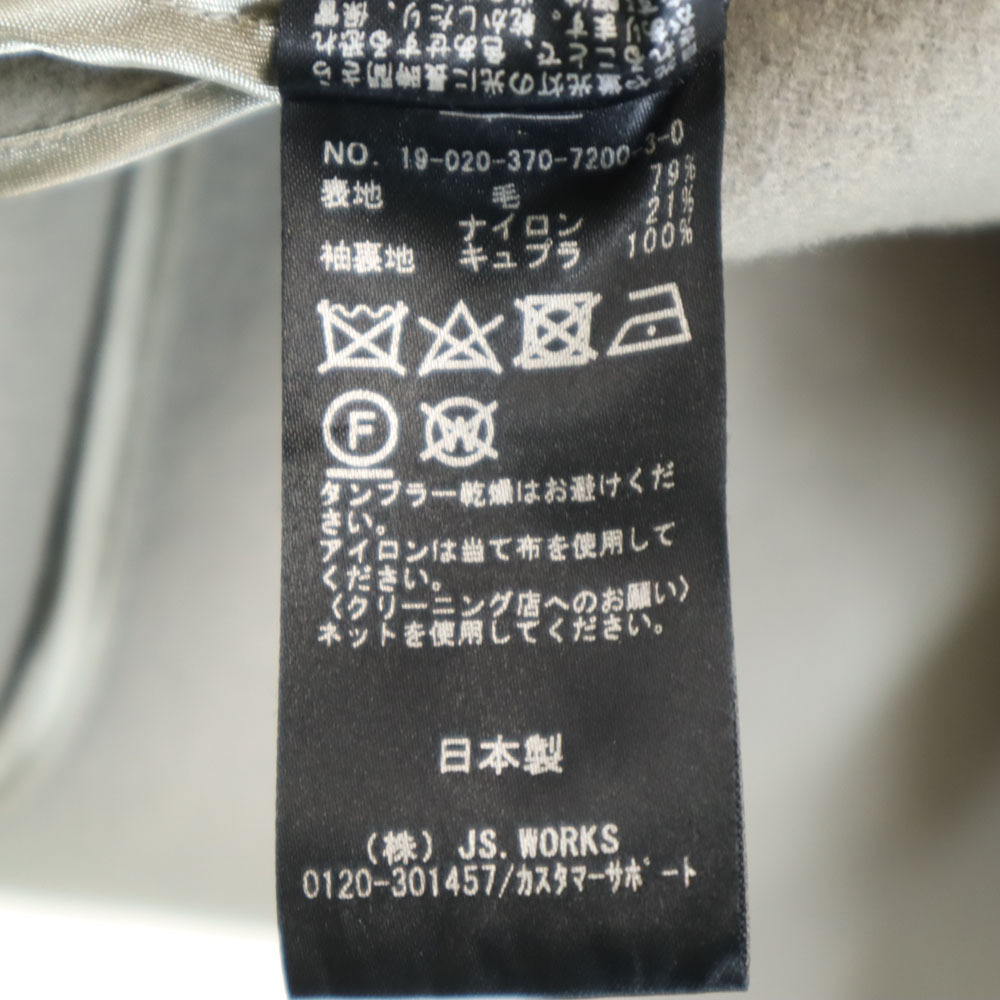 NO. 19-020-370-7200-3-0
表地 毛 79%
ナイロン 21%
袖裏地 キュプラ 100%
F W
タンブラー乾燥はお避けくだ
さい。
アイロンは当て布を使用して
ください。
〈クリーニング店へのお願い〉
ネットを使用してください。
日本製
(株) JS.WORKS
0120-301457/カスタマーサポート